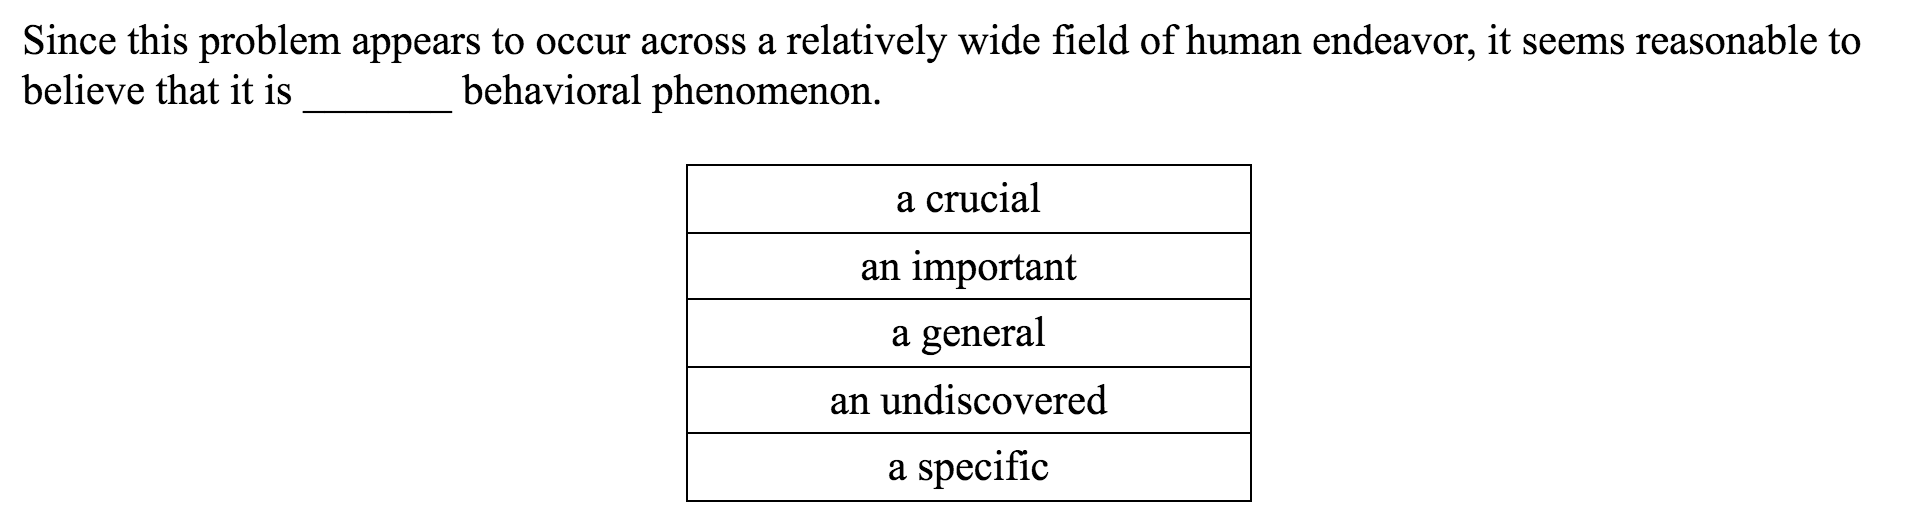 Since this problem appears to occur across a relatively wide field of human endeavor, it seems reasonable to
believe that it is _______ behavioral phenomenon.
a crucial
an important
a general
an undiscovered
a specific